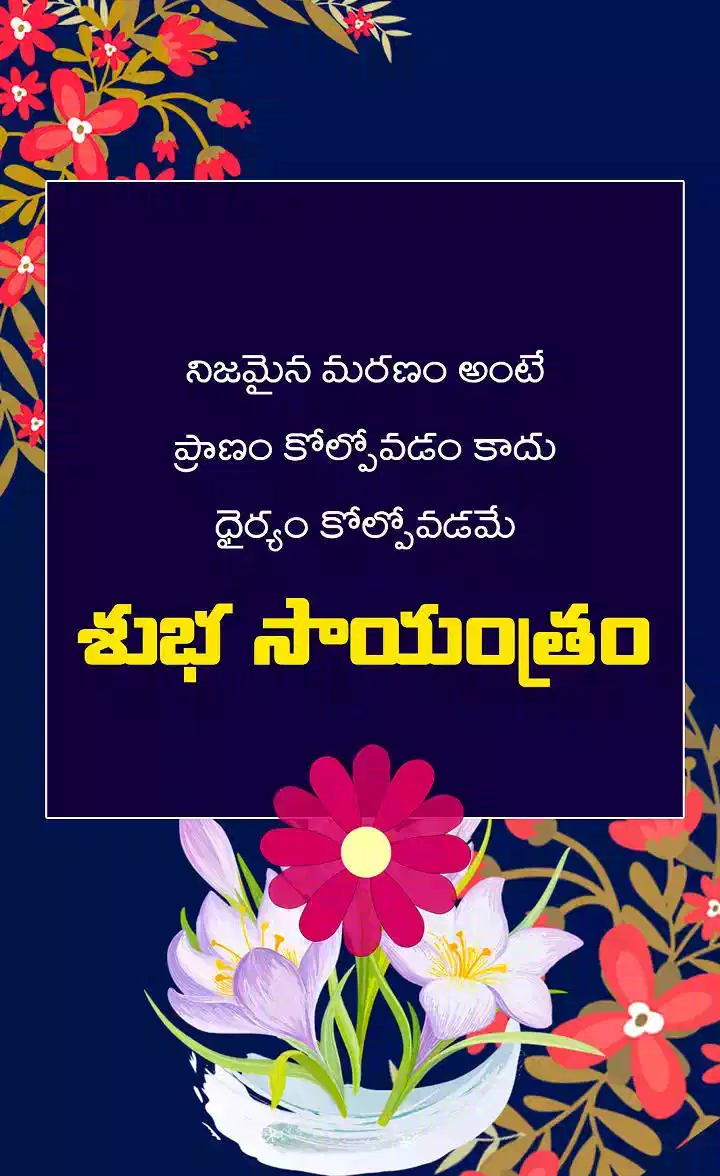 నిజమైన మరణం అంటే
ప్రాణం కోల్పోవడం కాదు
ధైర్యం కోల్పోవడమే
శుభ సాయంత్రం